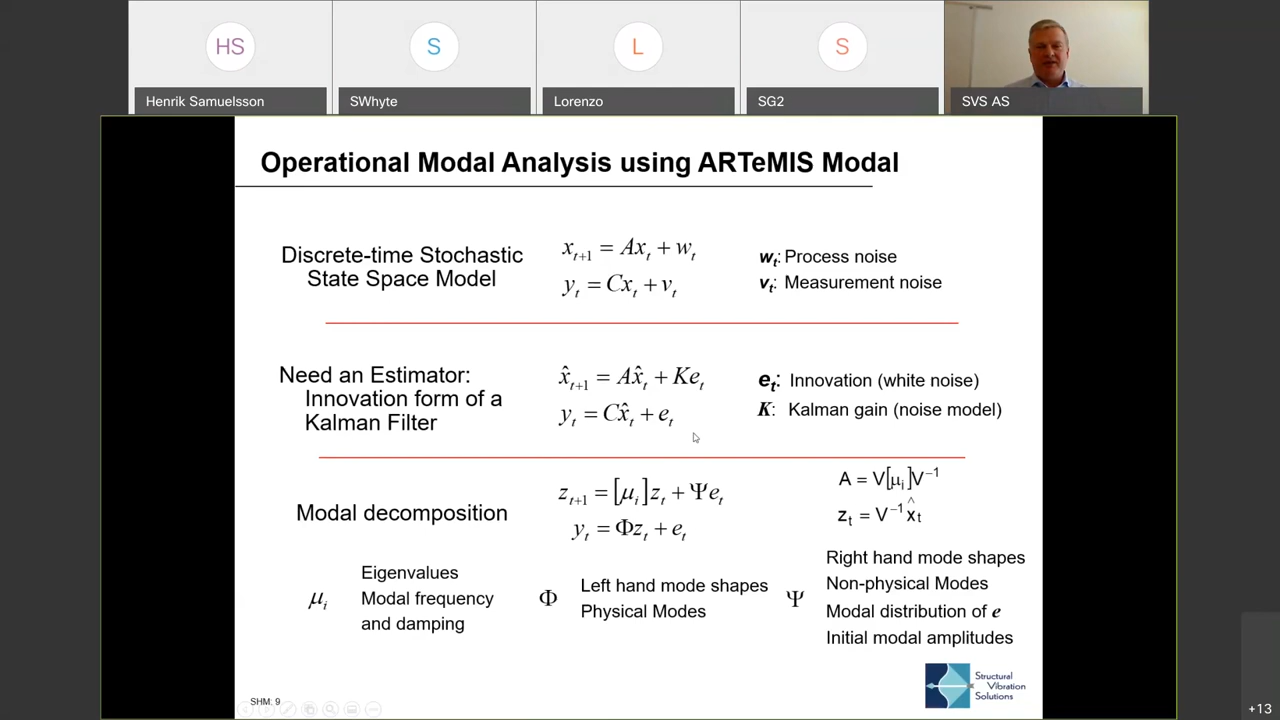 HS
S
L
S
Henrik Samuelsson
SWhyte
Lorenzo
SG2
SVS AS
Operational Modal Analysis using ARTeMIS Modal
Discrete-time Stochastic
State Space Model
x_{t+1} = Ax_t + w_t
y_t = Cx_t + v_t
w_t: Process noise
v_t: Measurement noise
Need an Estimator:
Innovation form of a
Kalman Filter
x̂_{t+1} = Ax̂_t + Ke_t
y_t = Cx̂_t + e_t
e_t: Innovation (white noise)
K: Kalman gain (noise model)
Modal decomposition
z_{t+1} = [μ_i]z_t + Ψe_t
y_t = Φz_t + e_t
A = V[μ_i]V^{-1}
z_t = V^{-1}x̂_t
μ_i
Eigenvalues
Modal frequency
and damping
Φ
Left hand mode shapes
Physical Modes
Ψ
Right hand mode shapes
Non-physical Modes
Modal distribution of e
Initial modal amplitudes
Structural
Vibration
Solutions
SHM: 9
+13